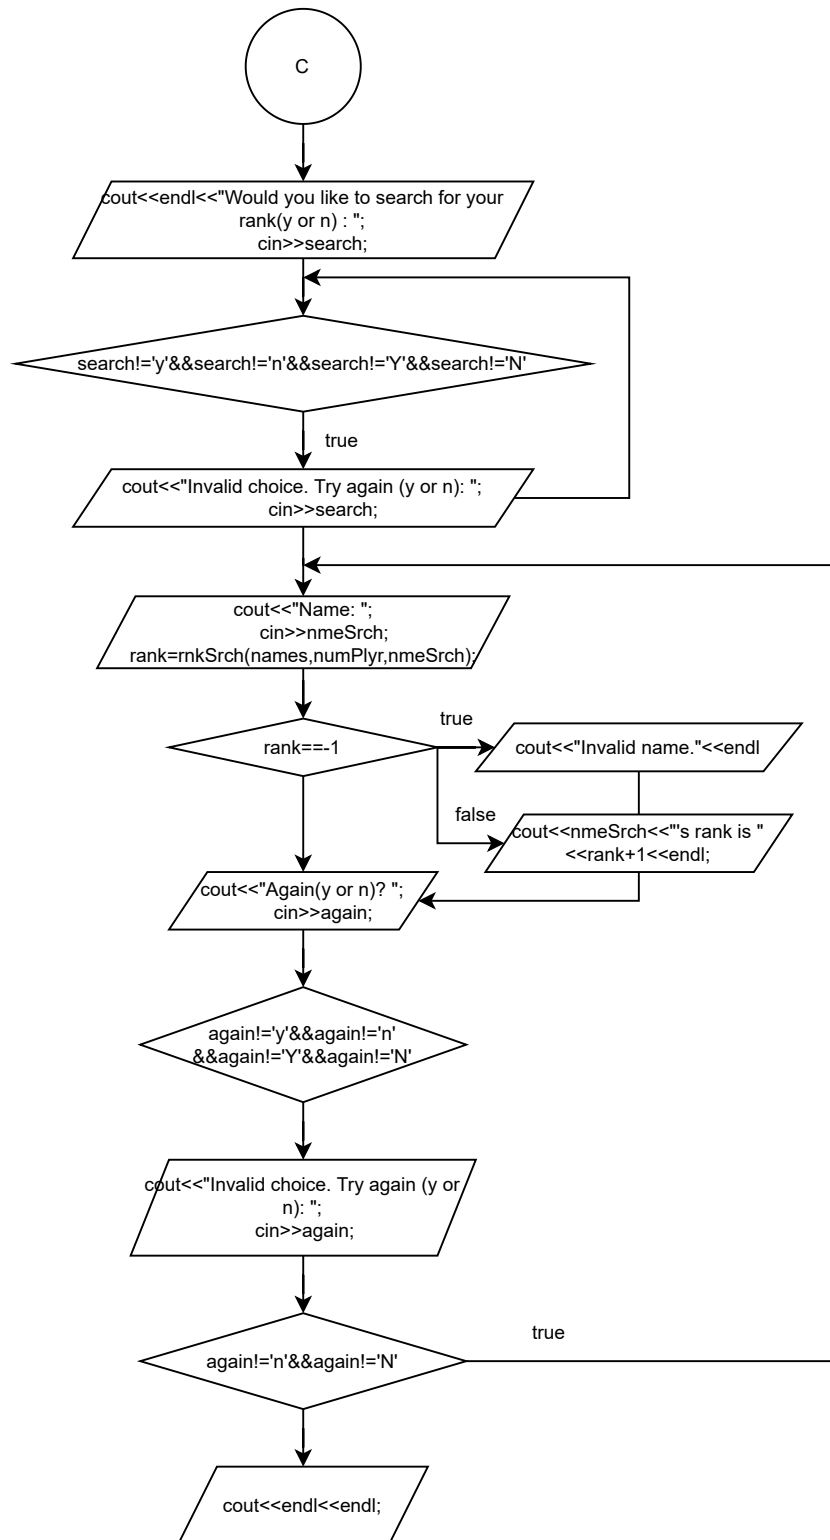 C
cout<<endl<<"Would you like to search for your
rank(y or n) : ";
cin>>search;
search!='y'&&search!='n'&&search!='Y'&&search!='N'
true
cout<<"Invalid choice. Try again (y or n): ";
cin>>search;
cout<<"Name: ";
cin>>nmeSrch;
rank=rnkSrch(names,numPlyr,nmeSrch);
true
rank==-1
cout<<"Invalid name."<<endl
false
cout<<nmeSrch<<"'s rank is "
<<rank+1<<endl;
cout<<"Again(y or n)? ";
cin>>again;
again!='y'&&again!='n'
&&again!='Y'&&again!='N'
cout<<"Invalid choice. Try again (y or
n): ";
cin>>again;
true
again!='n'&&again!='N'
cout<<endl<<endl;